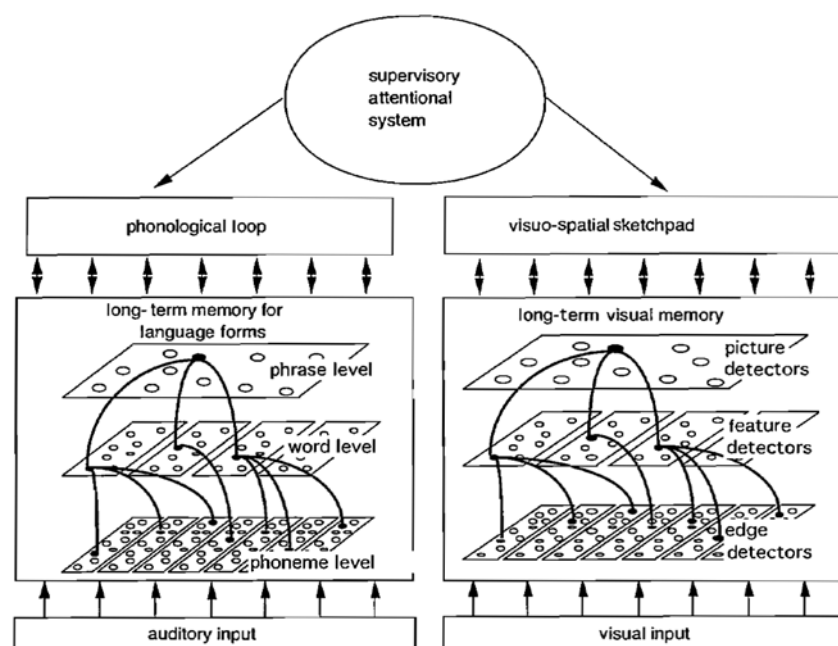 supervisory
attentional
system
phonological loop
visuo-spatial sketchpad
long-term memory for
language forms
phrase level
word level
phoneme level
long-term visual memory
picture
detectors
feature
detectors
edge
detectors
auditory input
visual input